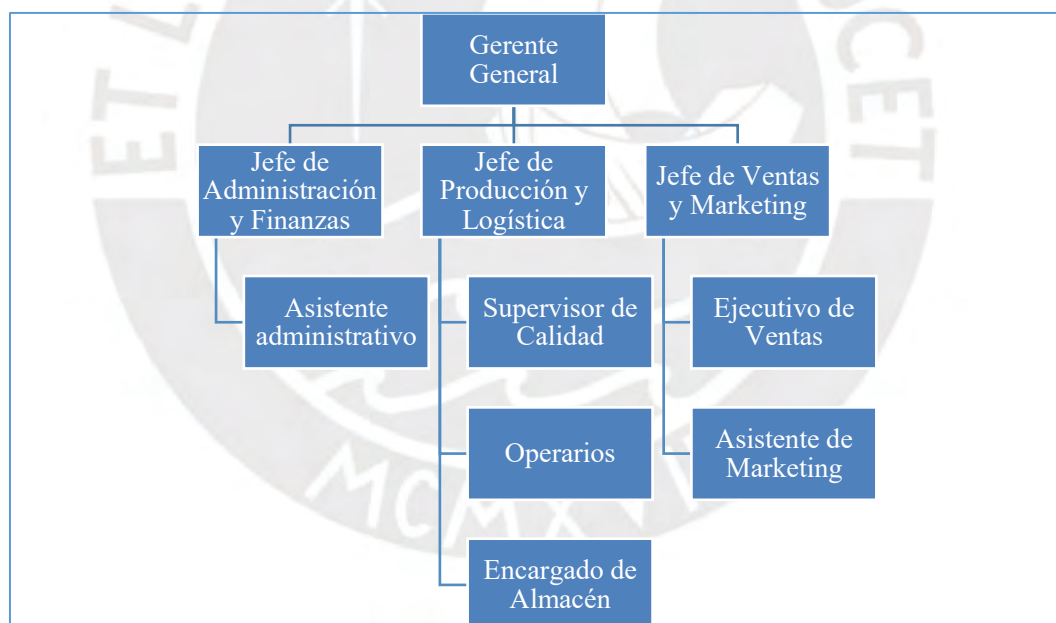 Gerente
General
Jefe de
Administración
y Finanzas
Jefe de
Producción y
Logística
Jefe de Ventas
y Marketing
Asistente
administrativo
Supervisor de
Calidad
Ejecutivo de
Ventas
Operarios
Asistente de
Marketing
Encargado de
Almacén